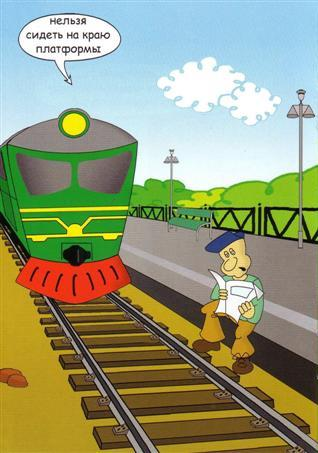 нельзя
сидеть на краю
платформы